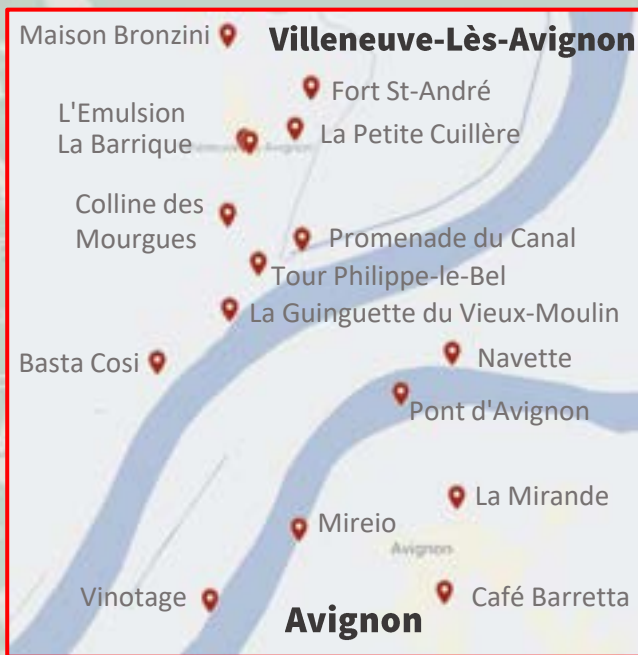 Maison Bronzini
Villeneuve-Lès-Avignon
Fort St-André
L'Emulsion
La Barrique
La Petite Cuillère
Colline des
Mourgues
Promenade du Canal
Tour Philippe-le-Bel
La Guinguette du Vieux-Moulin
Basta Cosi
Navette
Pont d'Avignon
La Mirande
Mireio
Avignon
Vinotage
Café Barretta
Avignon